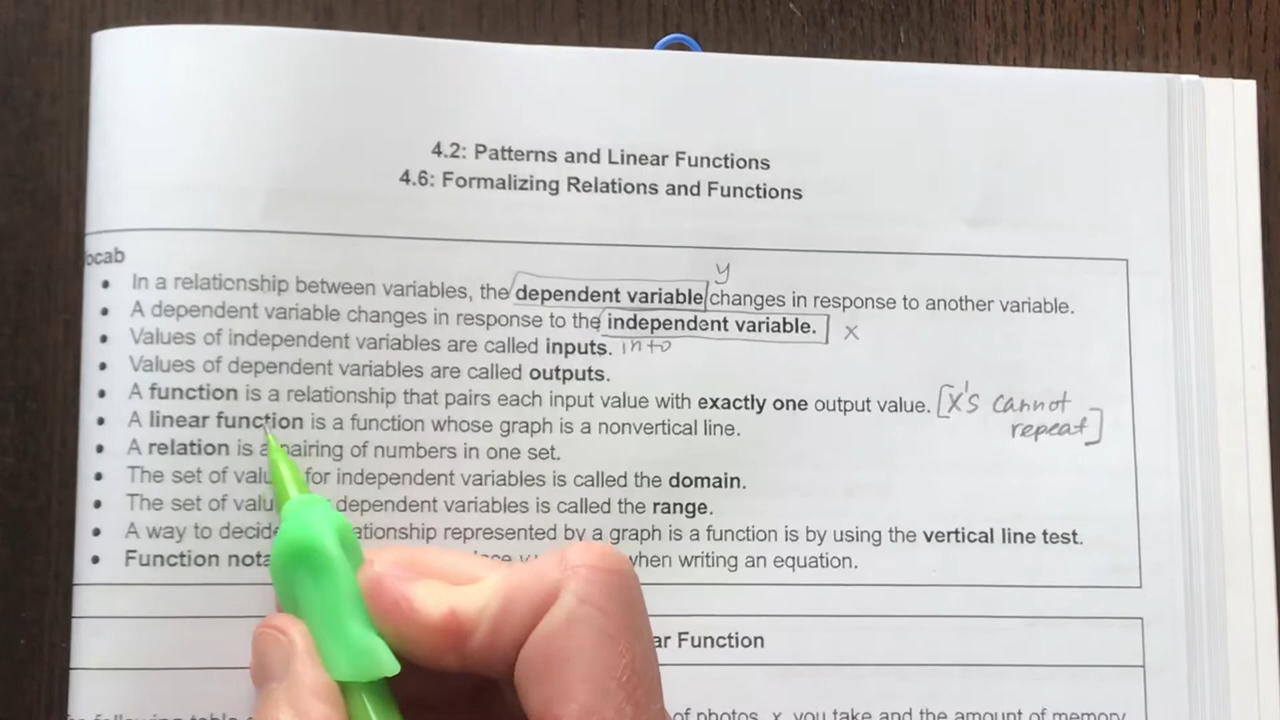 4.2: Patterns and Linear Functions
4.6: Formalizing Relations and Functions
ocab
y
• In a relationship between variables, the dependent variable changes in response to another variable.
• A dependent variable changes in response to the independent variable. x
• Values of independent variables are called inputs. into
• Values of dependent variables are called outputs.
• A function is a relationship that pairs each input value with exactly one output value. [x's cannot
repeat]
• A linear function is a function whose graph is a nonvertical line.
• A relation is a pairing of numbers in one set.
• The set of valu for independent variables is called the domain.
• The set of valu dependent variables is called the range.
• A way to decide ationship represented by a graph is a function is by using the vertical line test.
• Function nota when writing an equation.
ar Function
of photos, x, you take and the amount of memory